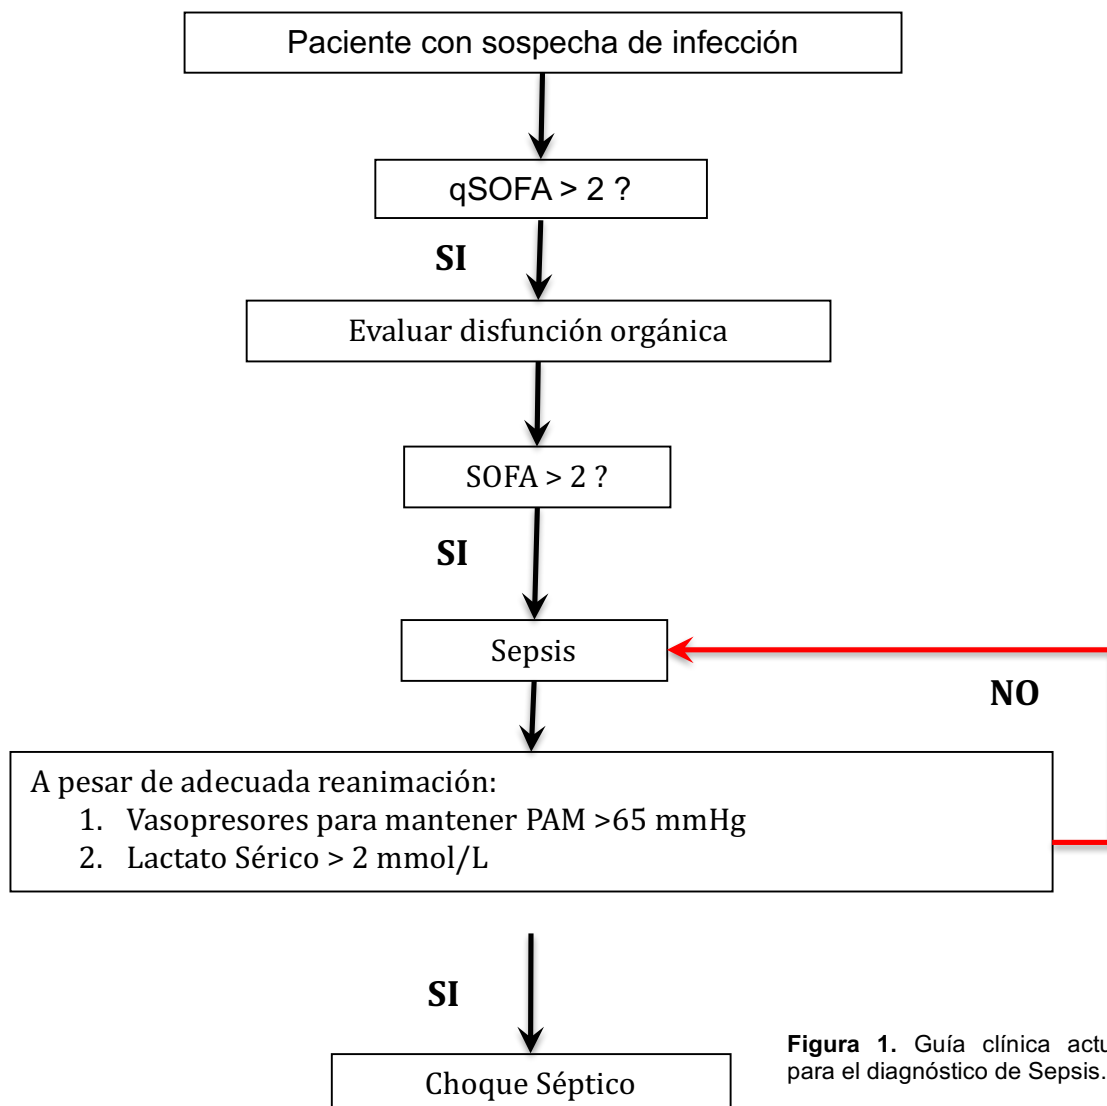 Paciente con sospecha de infección
qSOFA > 2 ?
SI
Evaluar disfunción orgánica
SOFA > 2 ?
SI
Sepsis
NO
A pesar de adecuada reanimación:
1. Vasopresores para mantener PAM >65 mmHg
2. Lactato Sérico > 2 mmol/L
SI
Choque Séptico
Figura 1. Guía clínica actu
para el diagnóstico de Sepsis.